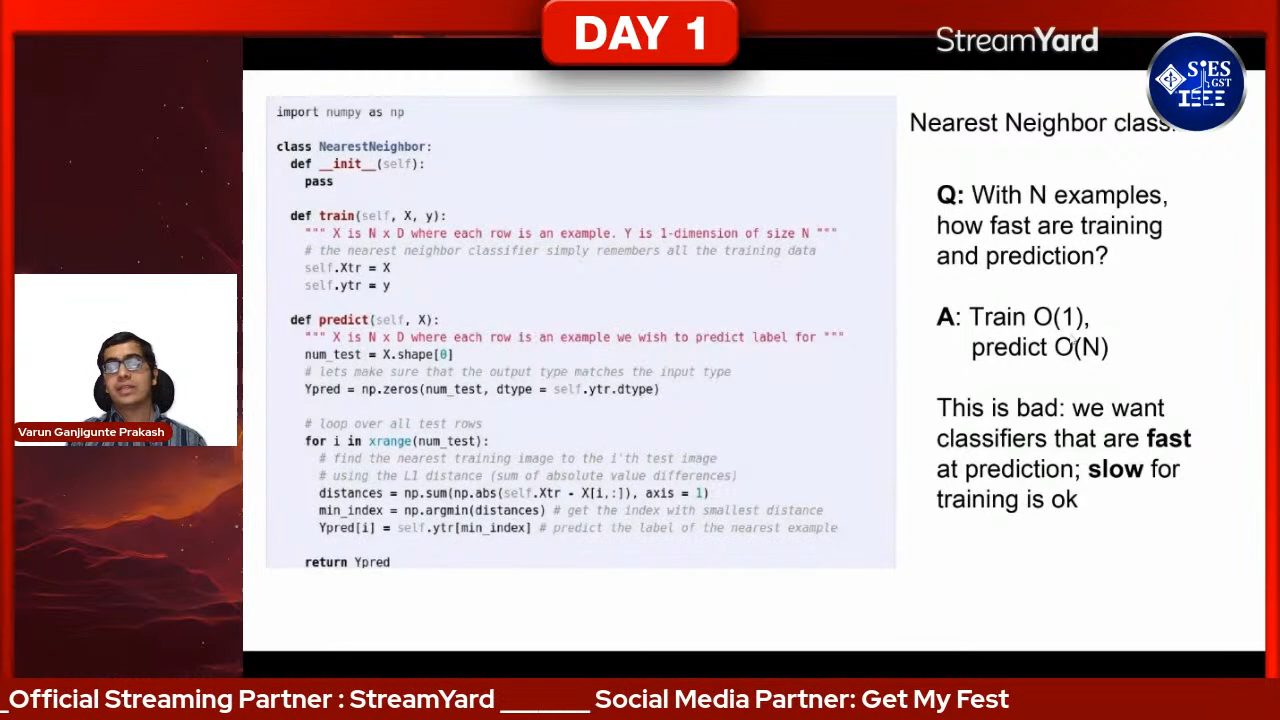 DAY 1
StreamYard
SiES
GST
IEEE
import numpy as np
class NearestNeighbor:
def __init__(self):
pass
def train(self, X, y):
""" X is N x D where each row is an example. Y is 1-dimension of size N """
# the nearest neighbor classifier simply remembers all the training data
self.Xtr = X
self.ytr = y
def predict(self, X):
""" X is N x D where each row is an example we wish to predict label for """
num_test = X.shape[0]
# lets make sure that the output type matches the input type
Ypred = np.zeros(num_test, dtype = self.ytr.dtype)
# loop over all test rows
for i in xrange(num_test):
# find the nearest training image to the i'th test image
# using the L1 distance (sum of absolute value differences)
distances = np.sum(np.abs(self.Xtr - X[i,:]), axis = 1)
min_index = np.argmin(distances) # get the index with smallest distance
Ypred[i] = self.ytr[min_index] # predict the label of the nearest example
return Ypred
Nearest Neighbor class
Q: With N examples,
how fast are training
and prediction?
A: Train O(1),
predict O(N)
This is bad: we want
classifiers that are fast
at prediction; slow for
training is ok
Varun Ganjigunte Prakash
_Official Streaming Partner : StreamYard ______ Social Media Partner: Get My Fest